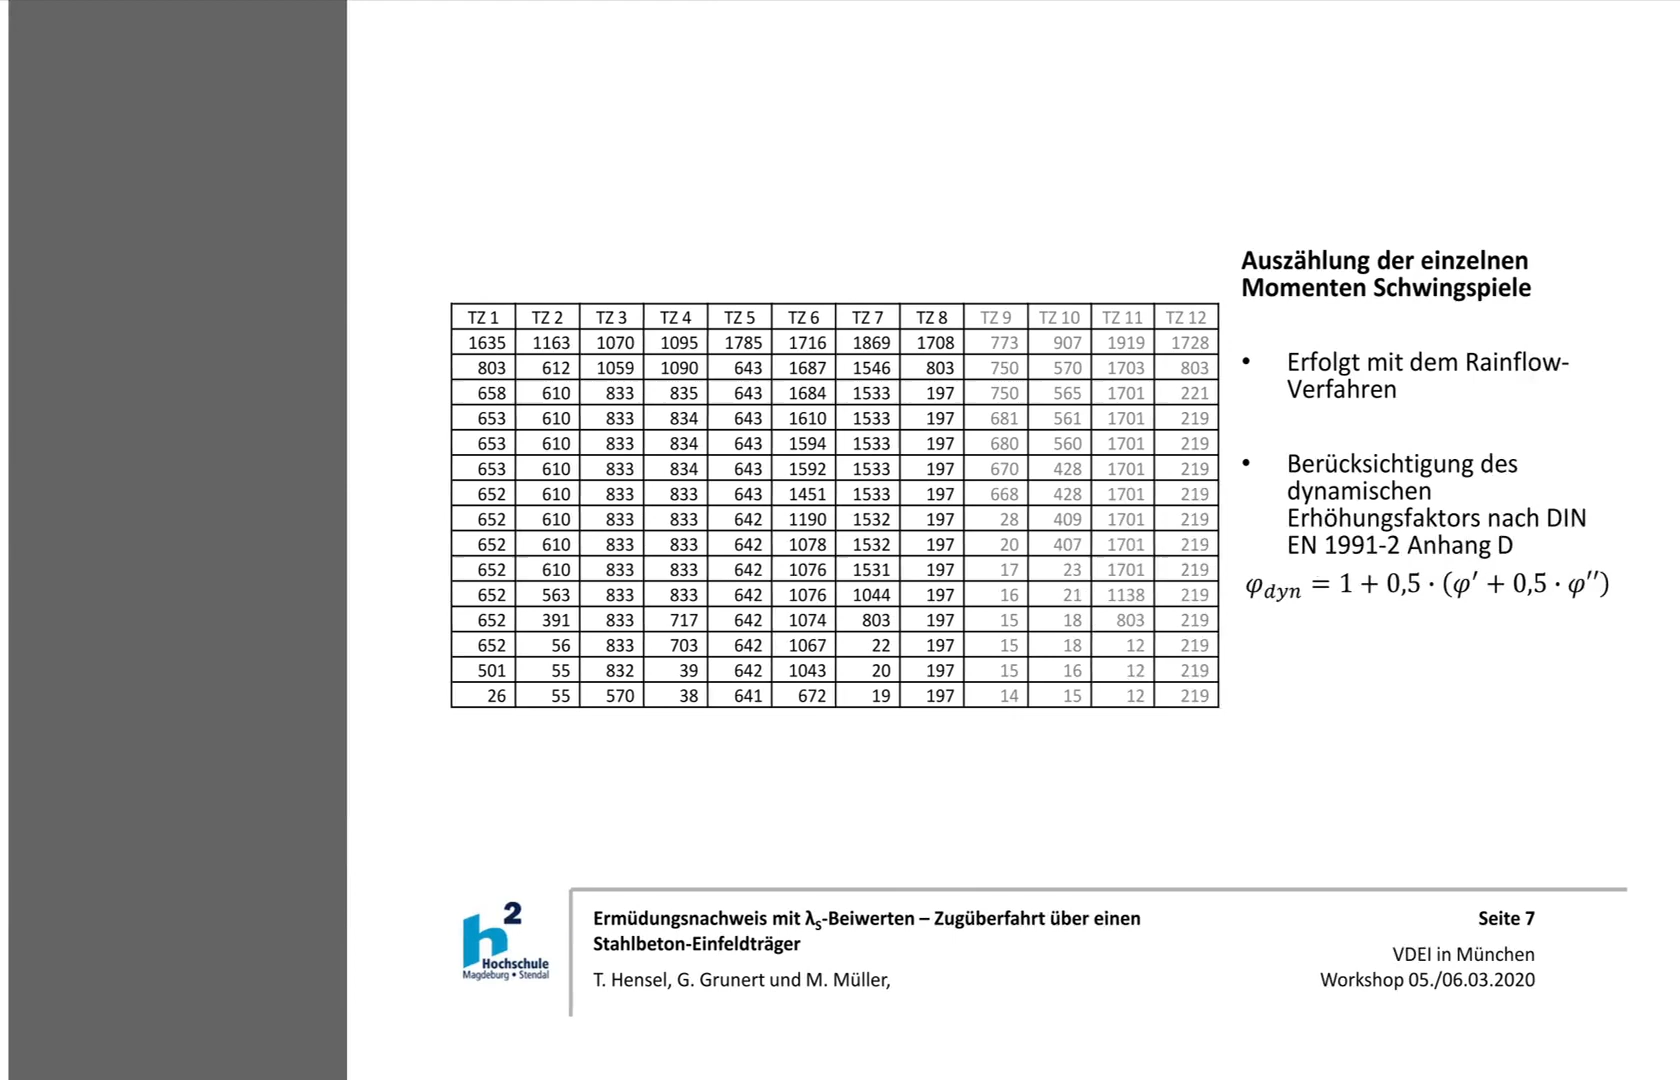 Auszählung der einzelnen
Momenten Schwingspiele
TZ 1 TZ 2 TZ 3 TZ 4 TZ 5 TZ 6 TZ 7 TZ 8 TZ 9 TZ 10 TZ 11 TZ 12
1635 1163 1070 1095 1785 1716 1869 1708 773 907 1919 1728
803 612 1059 1090 643 1687 1546 803 750 570 1703 803
658 610 833 835 643 1684 1533 197 750 565 1701 221
653 610 833 834 643 1610 1533 197 681 561 1701 219
653 610 833 834 643 1594 1533 197 680 560 1701 219
653 610 833 834 643 1592 1533 197 670 428 1701 219
652 610 833 833 643 1451 1533 197 668 428 1701 219
652 610 833 833 642 1190 1532 197 28 409 1701 219
652 610 833 833 642 1078 1532 197 20 407 1701 219
652 610 833 833 642 1076 1531 197 17 23 1701 219
652 563 833 833 642 1076 1044 197 16 21 1138 219
652 391 833 717 642 1074 803 197 15 18 803 219
652 56 833 703 642 1067 22 197 15 18 12 219
501 55 832 39 642 1043 20 197 15 16 12 219
26 55 570 38 641 672 19 197 14 15 12 219
• Erfolgt mit dem Rainflow-
Verfahren
• Berücksichtigung des
dynamischen
Erhöhungsfaktors nach DIN
EN 1991-2 Anhang D
φ_dyn = 1 + 0,5 · (φ′ + 0,5 · φ″)
h2
Hochschule
Magdeburg • Stendal
Ermüdungsnachweis mit λs-Beiwerten – Zugüberfahrt über einen
Stahlbeton-Einfeldträger
T. Hensel, G. Grunert und M. Müller,
Seite 7
VDEI in München
Workshop 05./06.03.2020